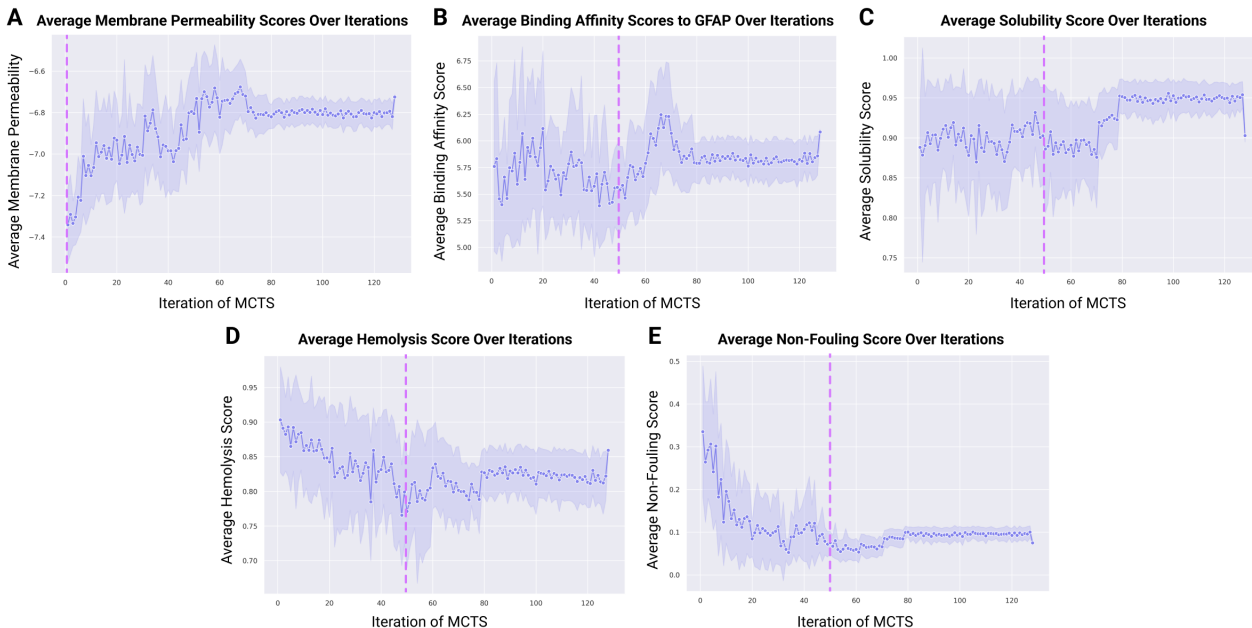 A Average Membrane Permeability Scores Over Iterations
Average Membrane Permeability
−6.6
−6.8
−7.0
−7.2
−7.4
0 20 40 60 80 100 120
Iteration of MCTS
B Average Binding Affinity Scores to GFAP Over Iterations
Average Binding Affinity Score
6.75
6.50
6.25
6.00
5.75
5.50
5.25
5.00
0 20 40 60 80 100 120
Iteration of MCTS
C Average Solubility Score Over Iterations
Average Solubility Score
1.00
0.95
0.90
0.85
0.80
0.75
0 20 40 60 80 100 120
Iteration of MCTS
D Average Hemolysis Score Over Iterations
Average Hemolysis Score
0.95
0.90
0.85
0.80
0.75
0.70
0 20 40 60 80 100 120
Iteration of MCTS
E Average Non-Fouling Score Over Iterations
Average Non-Fouling Score
0.5
0.4
0.3
0.2
0.1
0.0
0 20 40 60 80 100 120
Iteration of MCTS